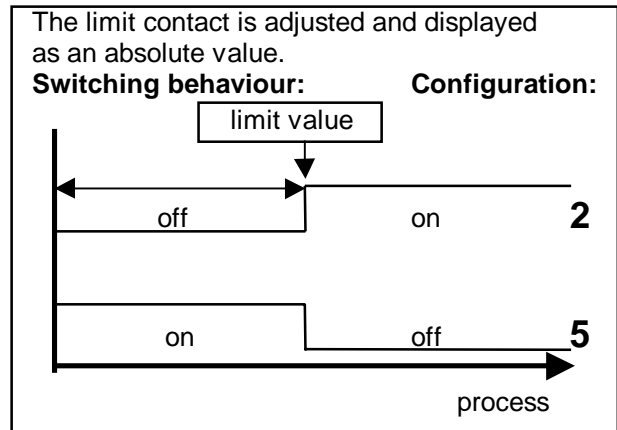 The limit contact is adjusted and displayed
as an absolute value.
Switching behaviour: Configuration:
limit value
off on 2
on off 5
process